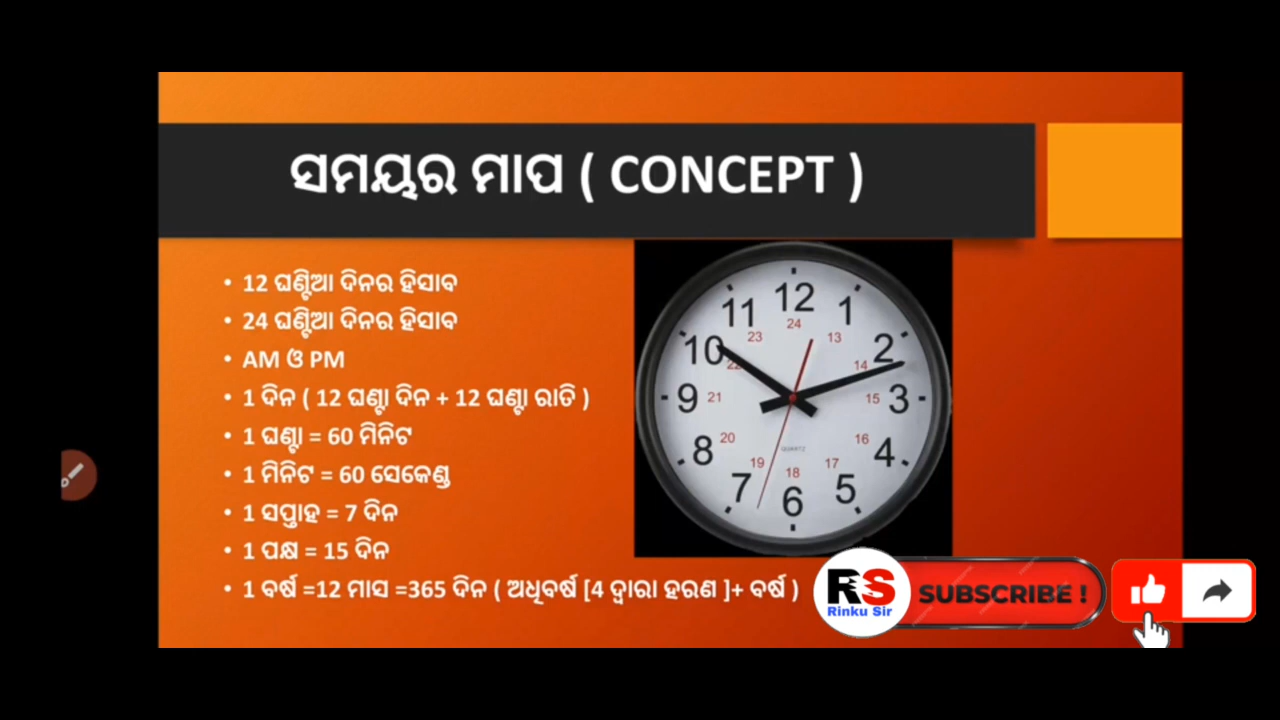 ସମୟର ମାପ ( CONCEPT )
• 12 ଘଣ୍ଟିଆ ଦିନର ହିସାବ
• 24 ଘଣ୍ଟିଆ ଦିନର ହିସାବ
• AM ଓ PM
• 1 ଦିନ ( 12 ଘଣ୍ଟା ଦିନ + 12 ଘଣ୍ଟା ରାତି )
• 1 ଘଣ୍ଟା = 60 ମିନିଟ
• 1 ମିନିଟ = 60 ସେକେଣ୍ଡ
• 1 ସପ୍ତାହ = 7 ଦିନ
• 1 ପକ୍ଷ = 15 ଦିନ
• 1 ବର୍ଷ =12 ମାସ =365 ଦିନ ( ଅଧିବର୍ଷ [4 ଦ୍ୱାରା ହରଣ ]+ ବର୍ଷ )
12
1
2
3
4
5
6
7
8
9
10
11
24
13
14
15
16
17
18
19
20
21
22
23
QUARTZ
RS
Rinku Sir
SUBSCRIBE !